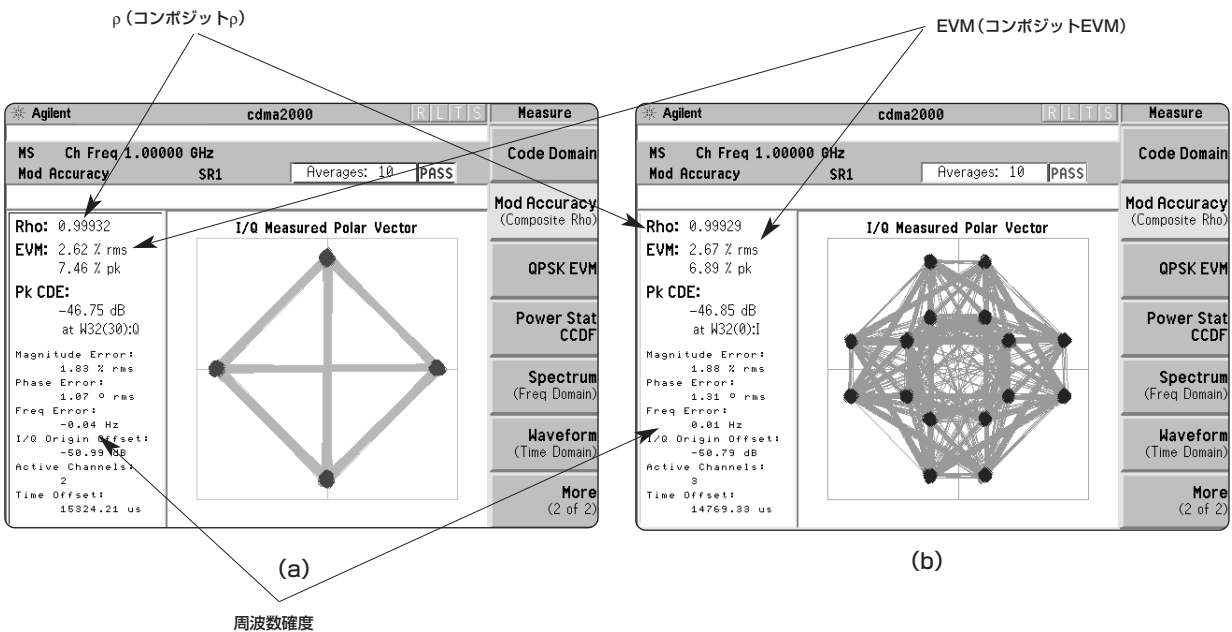 ρ（コンポジットρ）
EVM（コンポジットEVM）
Agilent cdma2000 R L T S Measure
MS Ch Freq 1.00000 GHz
Mod Accuracy SR1 Averages: 10 PASS
Rho: 0.99932
EVM: 2.62 % rms
7.46 % pk
Pk CDE:
-46.75 dB
at W32(30):Q
Magnitude Error:
1.83 % rms
Phase Error:
1.07 º rms
Freq Error:
-0.04 Hz
I/Q Origin Offset:
-50.99 dB
Active Channels:
2
Time Offset:
15324.21 us
I/Q Measured Polar Vector
Code Domain
Mod Accuracy
(Composite Rho)
QPSK EVM
Power Stat
CCDF
Spectrum
(Freq Domain)
Waveform
(Time Domain)
More
(2 of 2)
(a)
Agilent cdma2000 R L T S Measure
MS Ch Freq 1.00000 GHz
Mod Accuracy SR1 Averages: 10 PASS
Rho: 0.99929
EVM: 2.67 % rms
6.89 % pk
Pk CDE:
-46.85 dB
at W32(0):I
Magnitude Error:
1.88 % rms
Phase Error:
1.31 º rms
Freq Error:
0.01 Hz
I/Q Origin Offset:
-50.79 dB
Active Channels:
3
Time Offset:
14769.33 us
I/Q Measured Polar Vector
Code Domain
Mod Accuracy
(Composite Rho)
QPSK EVM
Power Stat
CCDF
Spectrum
(Freq Domain)
Waveform
(Time Domain)
More
(2 of 2)
(b)
周波数確度